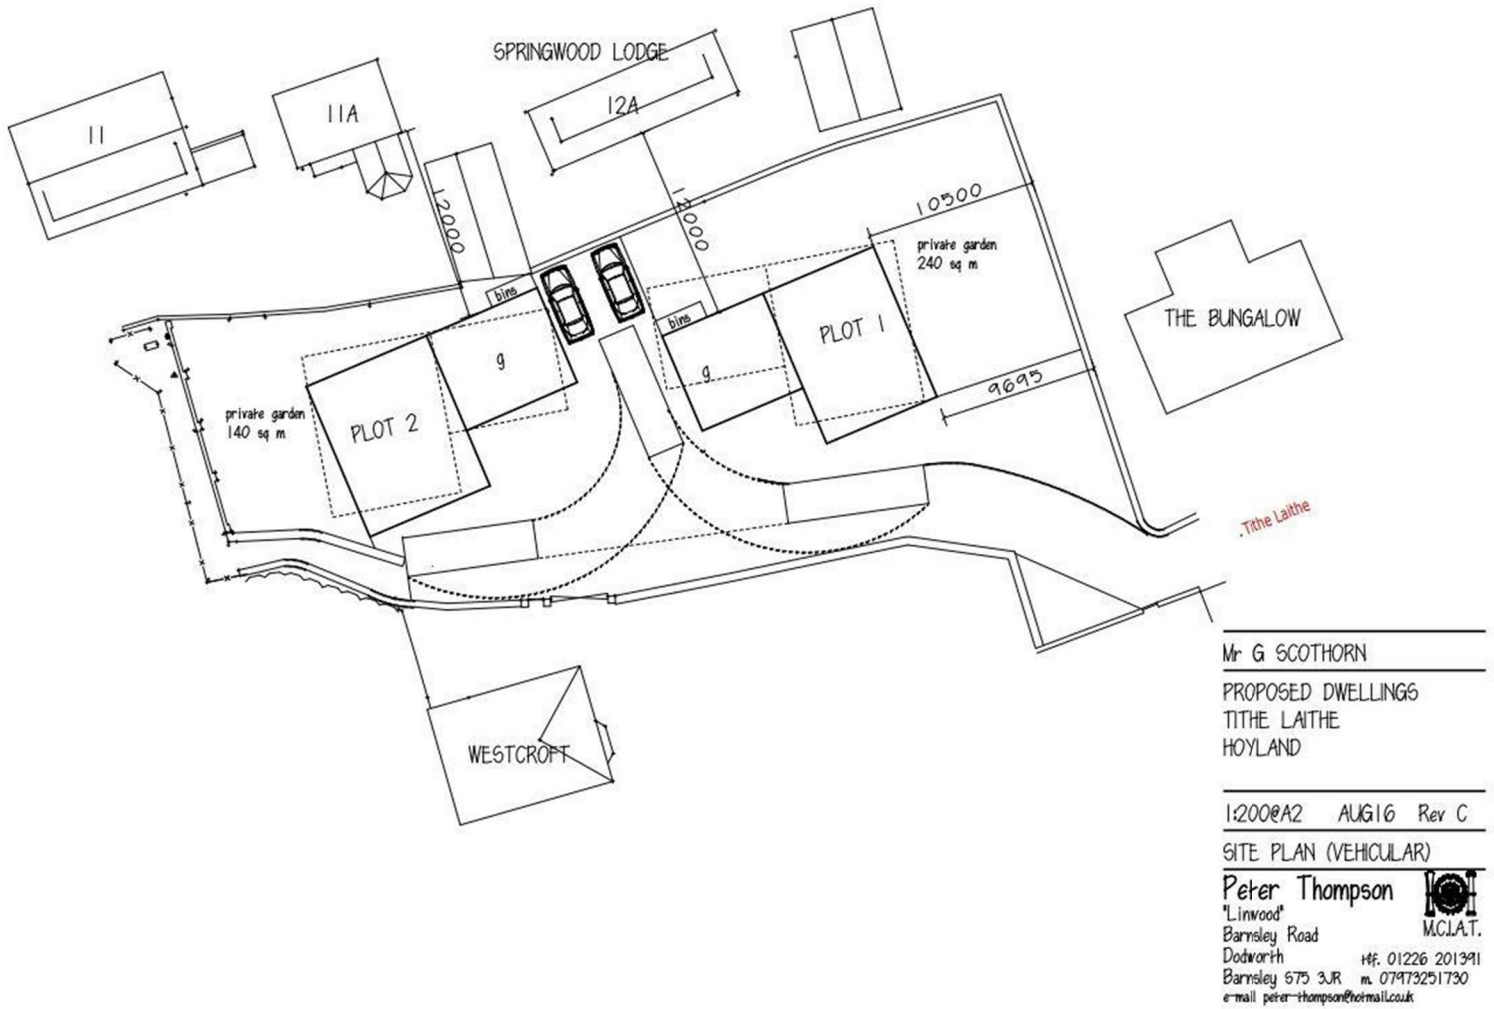 SPRINGWOOD LODGE
11
11A
12A
12000
12000
10500
private garden
240 sq m
bins
bins
THE BUNGALOW
PLOT 1
g
g
9695
private garden
140 sq m
PLOT 2
Tithe Laithe
WESTCROFT
Mr G SCOTHORN
PROPOSED DWELLINGS
TITHE LAITHE
HOYLAND
1:200@A2 AUG16 Rev C
SITE PLAN (VEHICULAR)
Peter Thompson
"Linwood"
M.C.I.A.T.
Barnsley Road
Dodworth t&f. 01226 201391
Barnsley S75 3JR m. 07973251730
e-mail peter-thompson@hotmail.co.uk